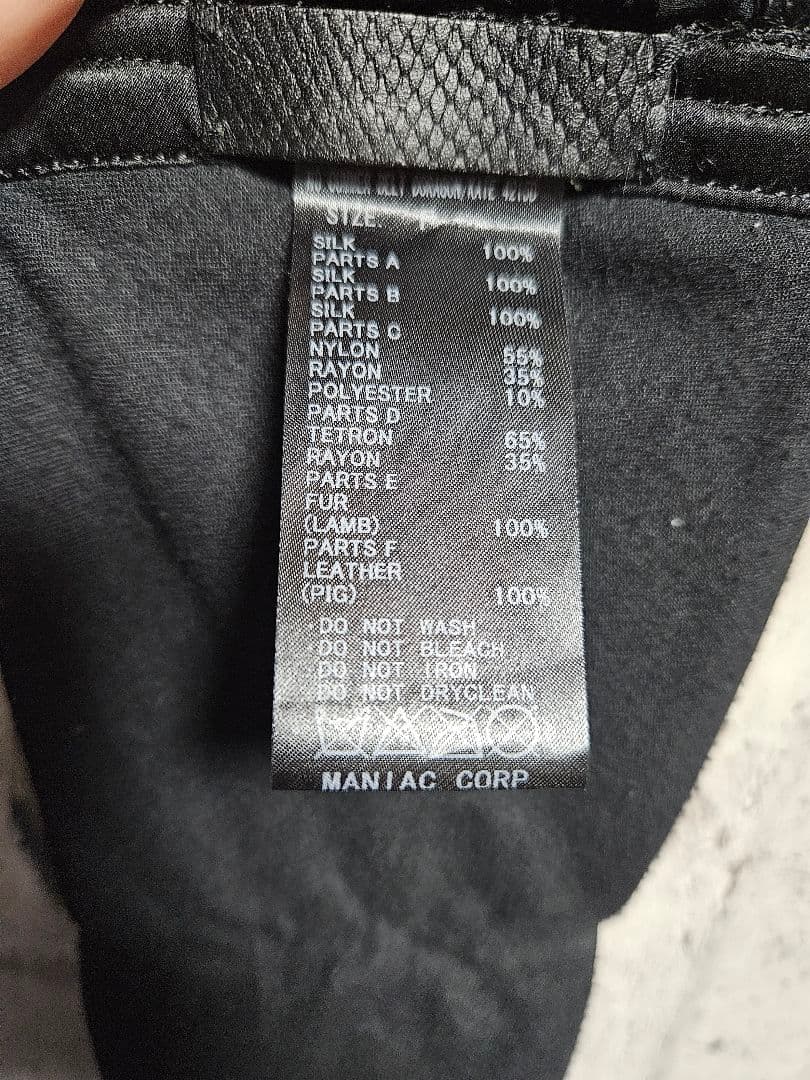 SIZE:
SILK 100%
PARTS A
SILK 100%
PARTS B
SILK 100%
PARTS C
NYLON 55%
RAYON 35%
POLYESTER 10%
PARTS D
TETRON 65%
RAYON 35%
PARTS E
FUR
(LAMB) 100%
PARTS F
LEATHER
(PIG) 100%
DO NOT WASH
DO NOT BLEACH
DO NOT IRON
DO NOT DRYCLEAN
MANIAC CORP